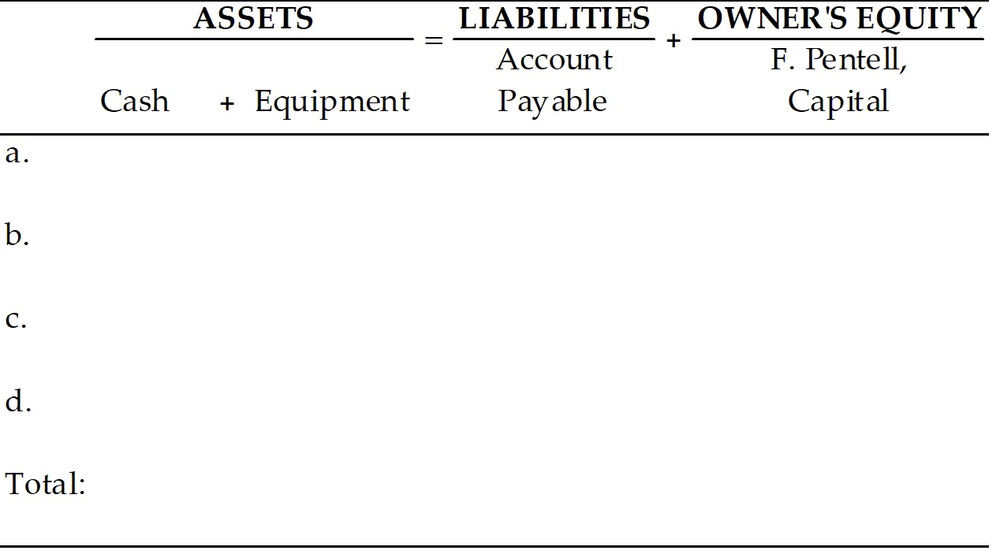 ASSETS = LIABILITIES + OWNER'S EQUITY
Account F. Pentell,
Cash + Equipment Payable Capital
a.
b.
c.
d.
Total: